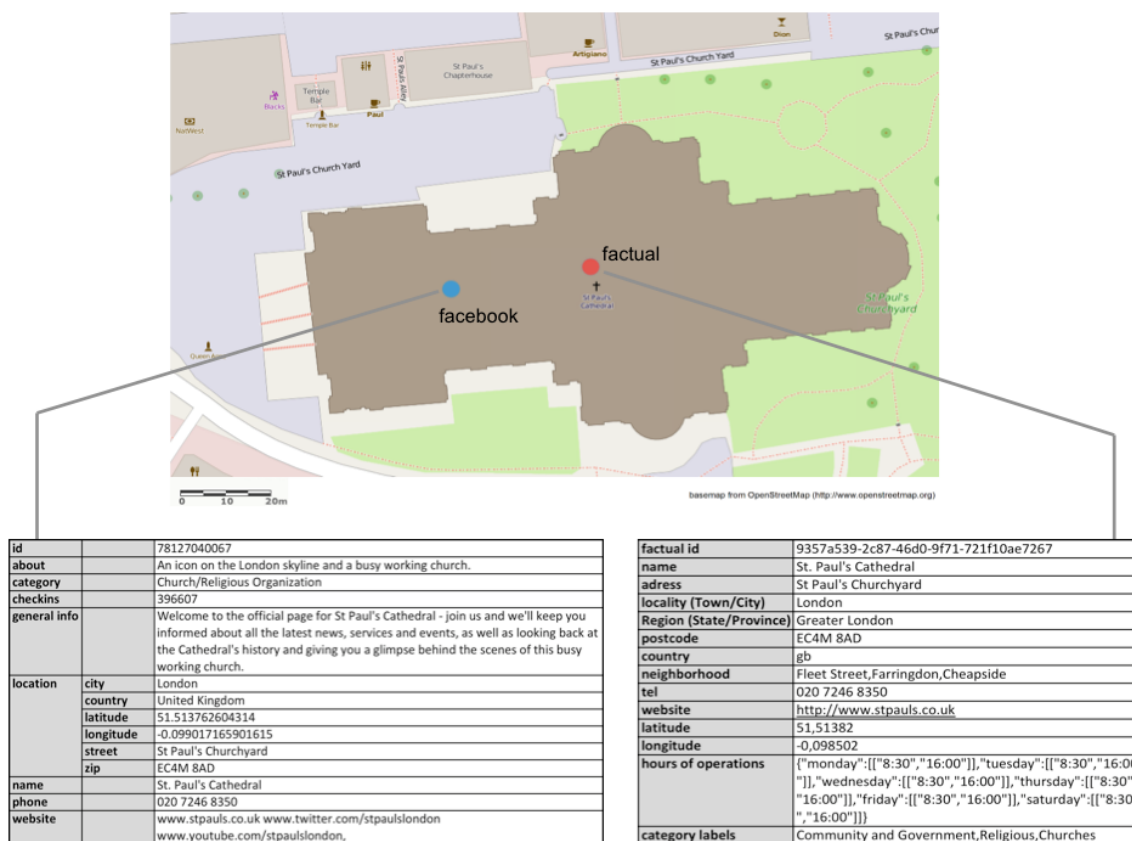 St Paul's Chur
Dion
Artigiano
St Paul's Church Yard
St Paul's
Chapterhouse
St Pauls Alley
Temple
Bar
Blacks
Paul
Temple Bar
NatWest
St Paul's Church Yard
factual
St Paul's
Cathedral
facebook
St Paul's
Churchyard
0 10 20m
basemap from OpenStreetMap (http://www.openstreetmap.org)
id 78127040067
about An icon on the London skyline and a busy working church.
category Church/Religious Organization
checkins 396607
general info Welcome to the official page for St Paul's Cathedral - join us and we'll keep you
informed about all the latest news, services and events, as well as looking back at
the Cathedral's history and giving you a glimpse behind the scenes of this busy
working church.
location city London
country United Kingdom
latitude 51.513762604314
longitude -0.099017165901615
street St Paul's Churchyard
zip EC4M 8AD
name St. Paul's Cathedral
phone 020 7246 8350
website www.stpauls.co.uk www.twitter.com/stpaulslondon
www.youtube.com/stpaulslondon,
factual id 9357a539-2c87-46d0-9f71-721f10ae7267
name St. Paul's Cathedral
adress St Paul's Churchyard
locality (Town/City) London
Region (State/Province) Greater London
postcode EC4M 8AD
country gb
neighborhood Fleet Street,Farringdon,Cheapside
tel 020 7246 8350
website http://www.stpauls.co.uk
latitude 51,51382
longitude -0,098502
hours of operations {"monday":[["8:30","16:00"]],"tuesday":[["8:30","16:00
"]],"wednesday":[["8:30","16:00"]],"thursday":[["8:30",
"16:00"]],"friday":[["8:30","16:00"]],"saturday":[["8:30
","16:00"]]}
category labels Community and Government,Religious,Churches